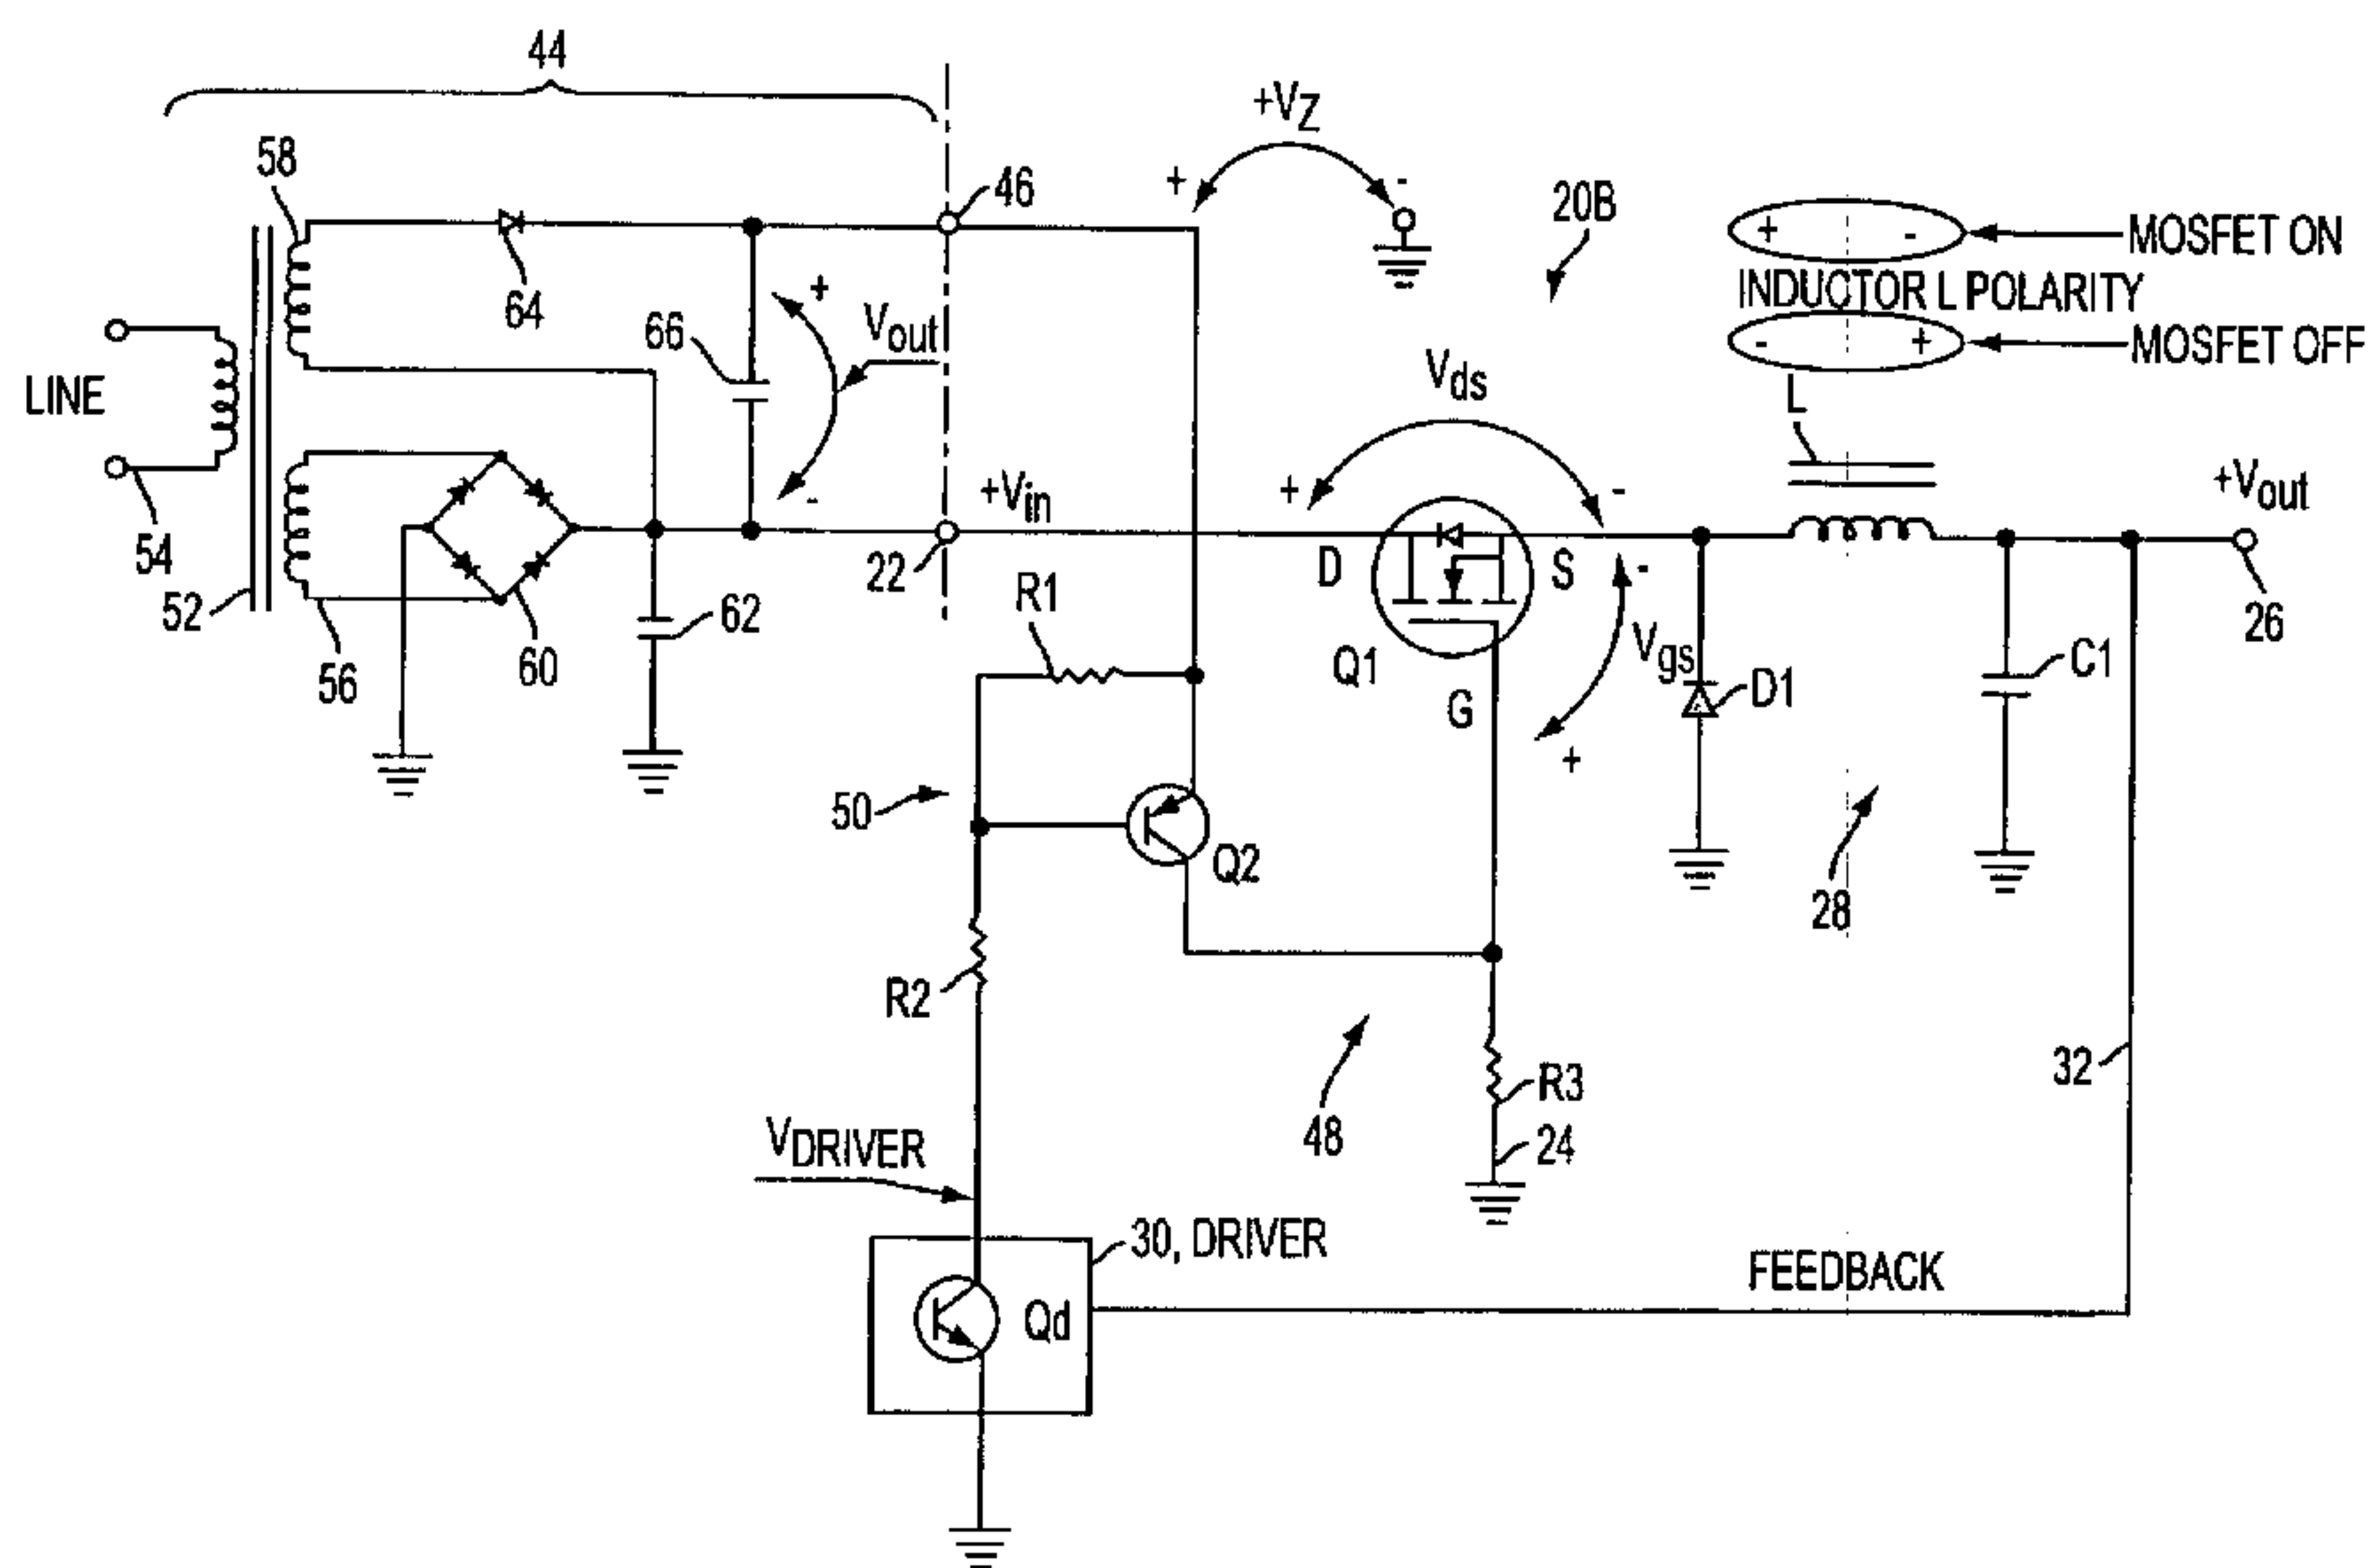 44
58
46
+VZ
20B
+ -
MOSFET ON
INDUCTOR L POLARITY
- +
MOSFET OFF
+ -
64
66
+
Vout
-
LINE
54
52
56
60
62
+Vin
22
Vds
+ -
L
+Vout
26
D
S
Q1
G
Vgs
-
+
D1
C1
R1
50
Q2
28
R2
48
R3
24
32
VDRIVER
30, DRIVER
Qd
FEEDBACK